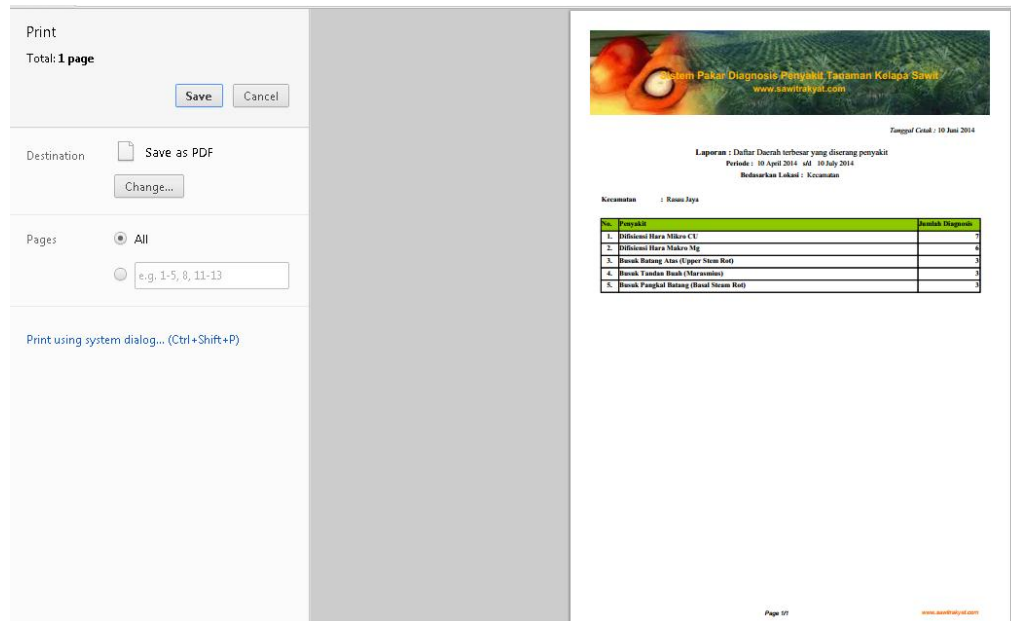 Print
Total: 1 page
Save Cancel
Destination Save as PDF
Change...
Pages All
e.g. 1-5, 8, 11-13
Print using system dialog... (Ctrl+Shift+P)
Sistem Pakar Diagnosis Penyakit Tanaman Kelapa Sawit
www.sawitrakyat.com
Tanggal Cetak : 10 Juni 2014
Laporan : Daftar Daerah terbesar yang diserang penyakit
Periode : 10 April 2014 s/d 10 July 2014
Bedasarkan Lokasi : Kecamatan
Kecamatan : Rasau Jaya
No. Penyakit Jumlah Diagnosis
1. Difisiensi Hara Mikro CU 7
2. Difisiensi Hara Makro Mg 6
3. Busuk Batang Atas (Upper Stem Rot) 3
4. Busuk Tandan Buah (Marasmius) 3
5. Busuk Pangkal Batang (Basal Steam Rot) 3
Page 1/1 www.sawitrakyat.com